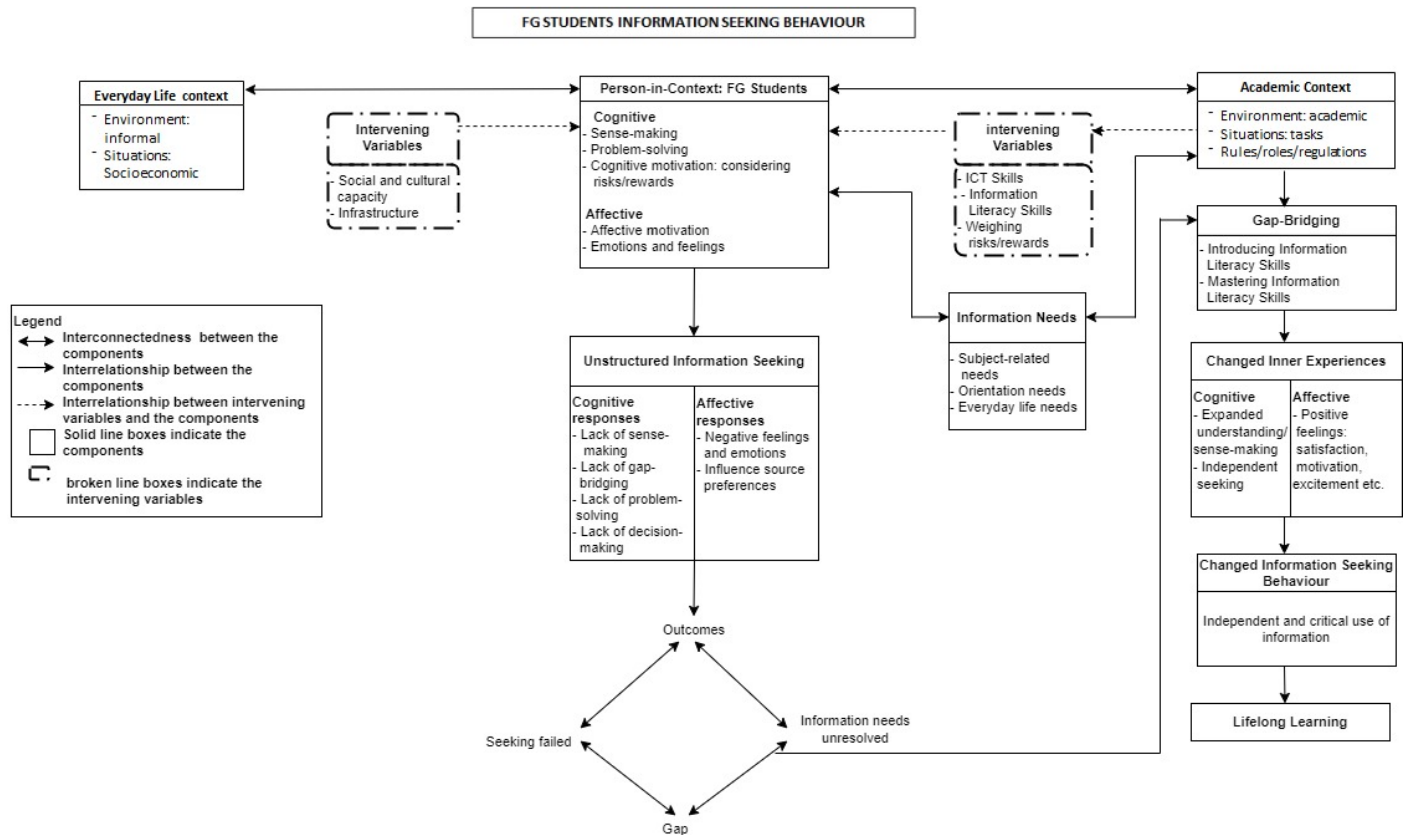 FG STUDENTS INFORMATION SEEKING BEHAVIOUR
Everyday Life context
- Environment:
informal
- Situations:
Socioeconomic
Intervening
Variables
- Social and cultural
capacity
- Infrastructure
Person-in-Context: FG Students
Cognitive
- Sense-making
- Problem-solving
- Cognitive motivation: considering
risks/rewards
Affective
- Affective motivation
- Emotions and feelings
intervening
Variables
- ICT Skills
- Information
Literacy Skills
- Weighing
risks/rewards
Academic Context
- Environment: academic
- Situations: tasks
- Rules/roles/regulations
Gap-Bridging
- Introducing Information
Literacy Skills
- Mastering Information
Literacy Skills
Legend
Interconnectedness between the
components
Interrelationship between the
components
Interrelationship between intervening
variables and the components
Solid line boxes indicate the
components
broken line boxes indicate the
intervening variables
Unstructured Information Seeking
Cognitive
responses
- Lack of sense-
making
- Lack of gap-
bridging
- Lack of problem-
solving
- Lack of decision-
making
Affective
responses
- Negative feelings
and emotions
- Influence source
preferences
Information Needs
- Subject-related
needs
- Orientation needs
- Everyday life needs
Changed Inner Experiences
Cognitive
- Expanded
understanding/
sense-making
- Independent
seeking
Affective
- Positive
feelings:
satisfaction,
motivation,
excitement etc.
Changed Information Seeking
Behaviour
Independent and critical use of
information
Lifelong Learning
Outcomes
Seeking failed
Information needs
unresolved
Gap